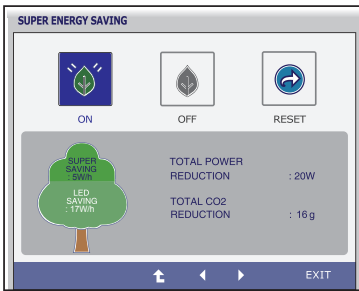 SUPER ENERGY SAVING
ON OFF RESET
SUPER
SAVING
: 5W/h
LED
SAVING
: 17W/h
TOTAL POWER
REDUCTION : 20W
TOTAL CO2
REDUCTION : 16 g
EXIT